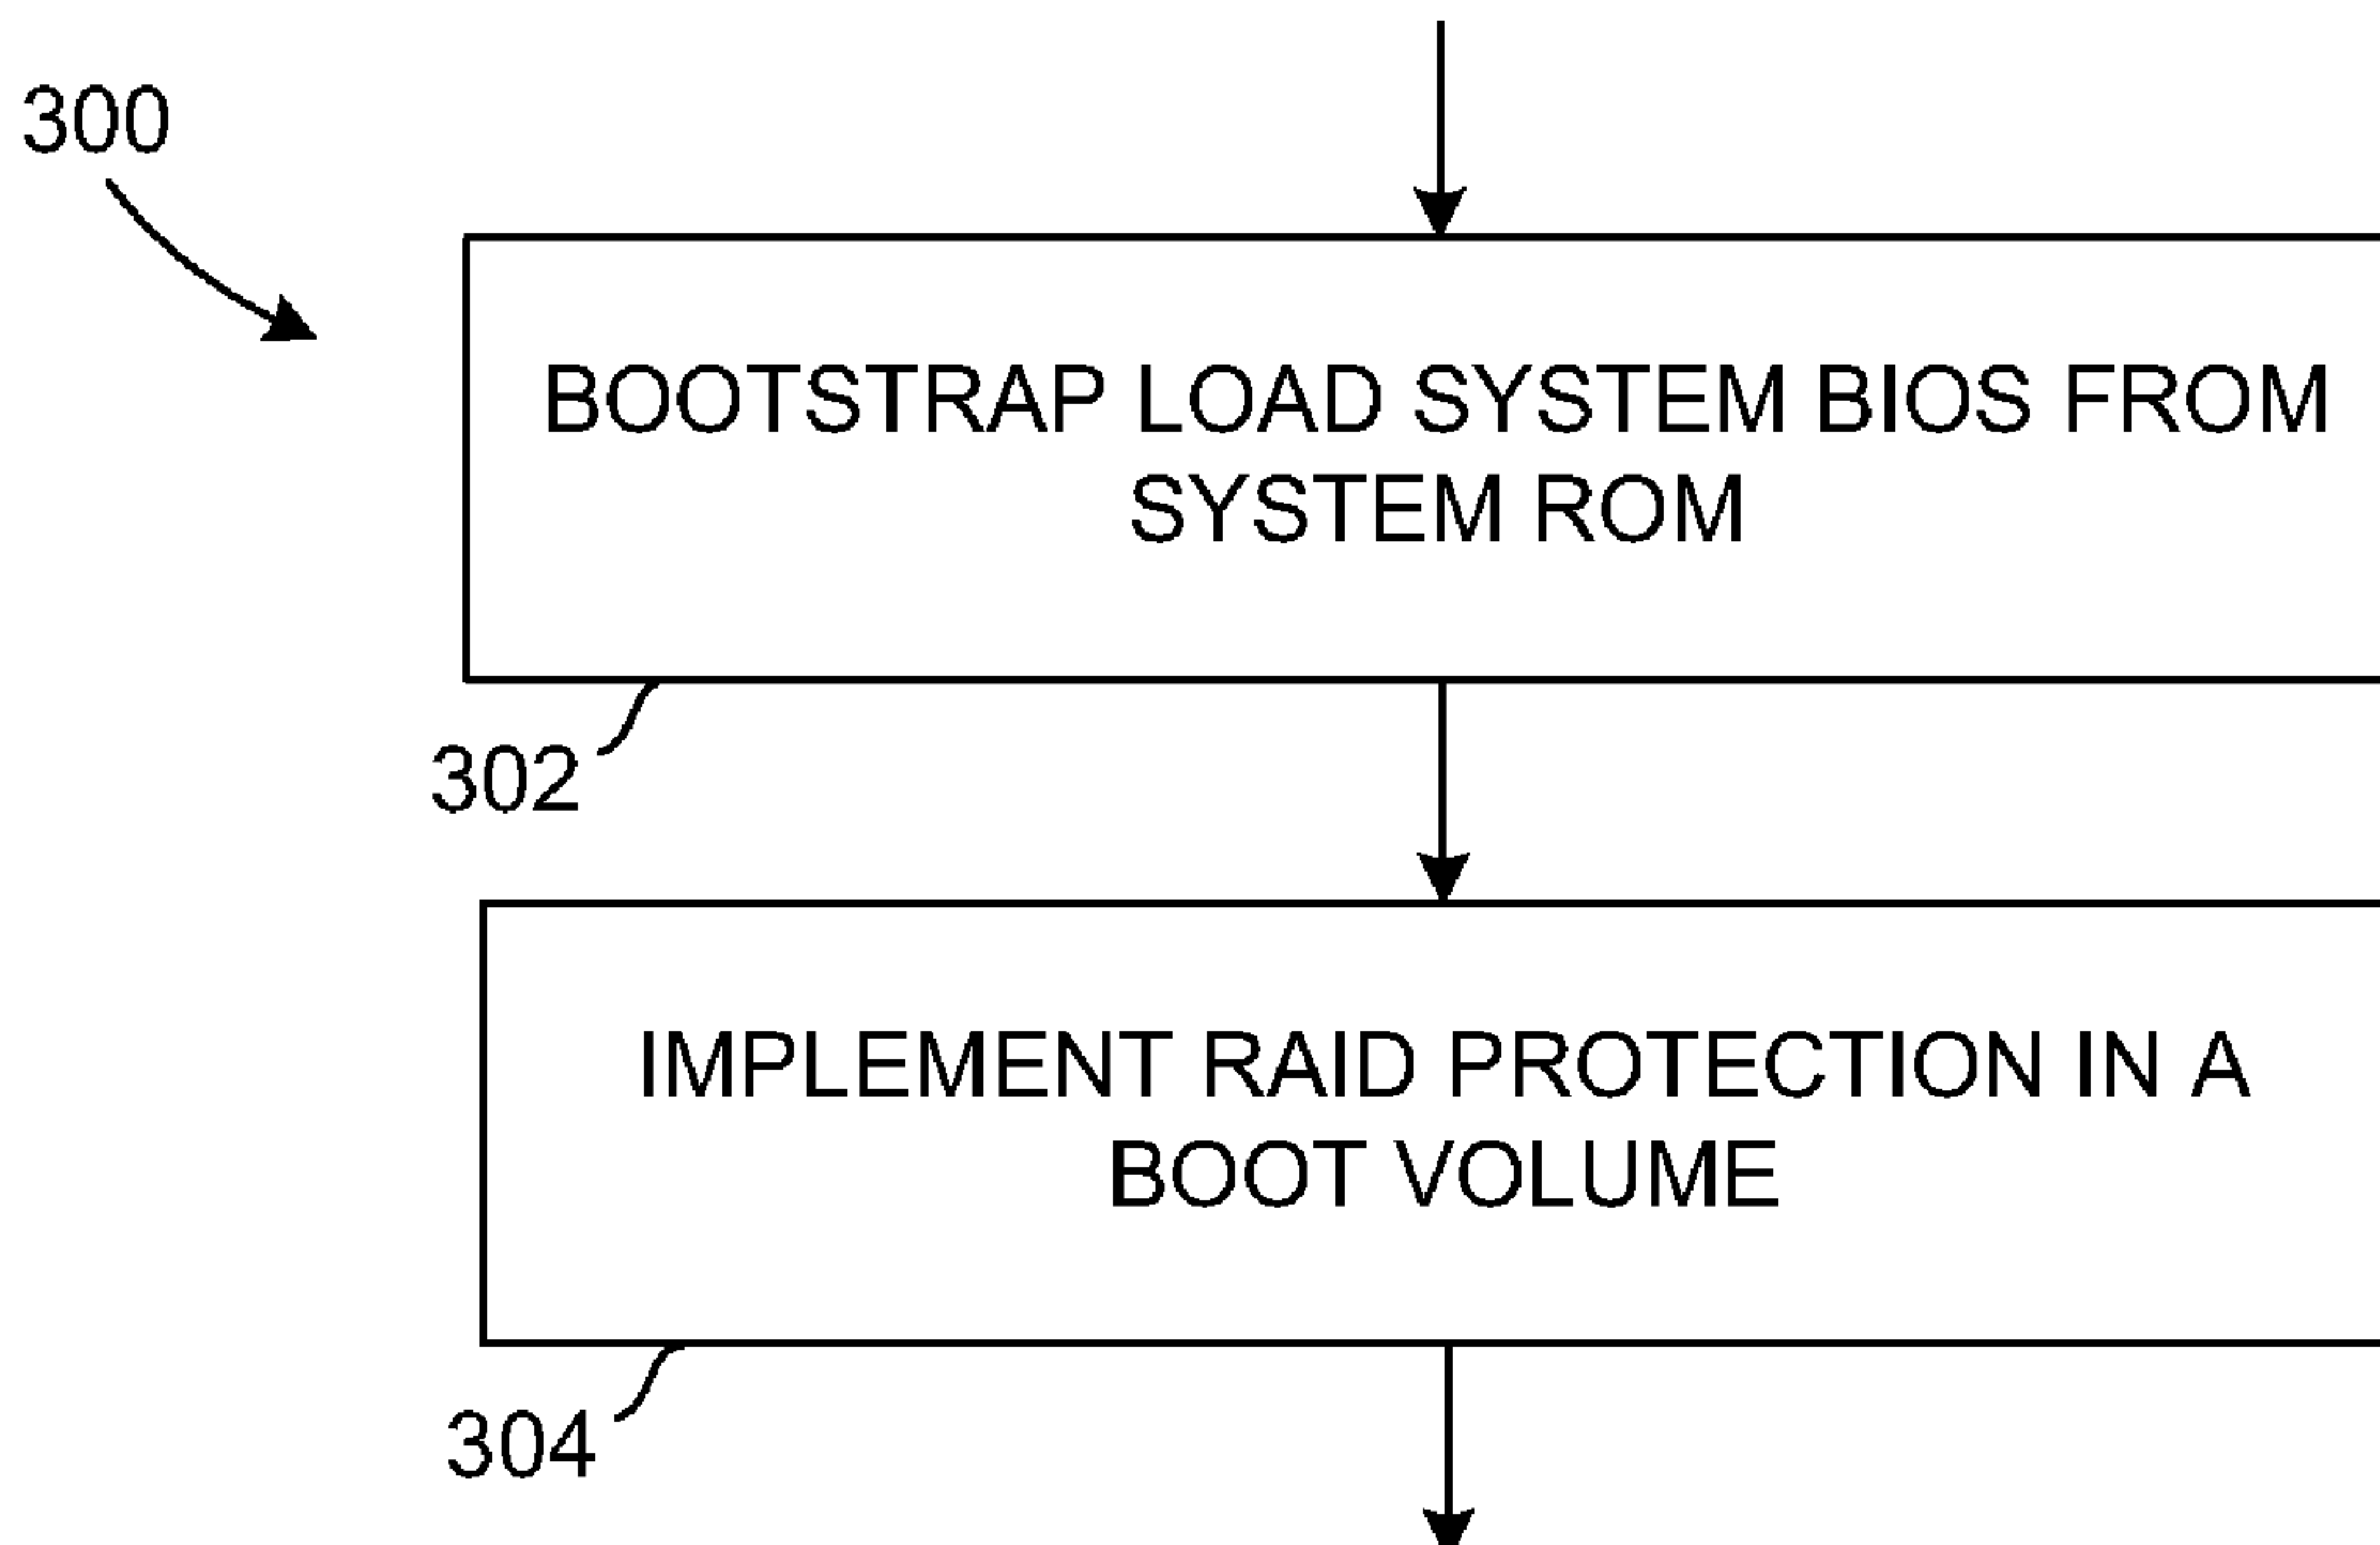 300
BOOTSTRAP LOAD SYSTEM BIOS FROM
SYSTEM ROM
302
IMPLEMENT RAID PROTECTION IN A
BOOT VOLUME
304